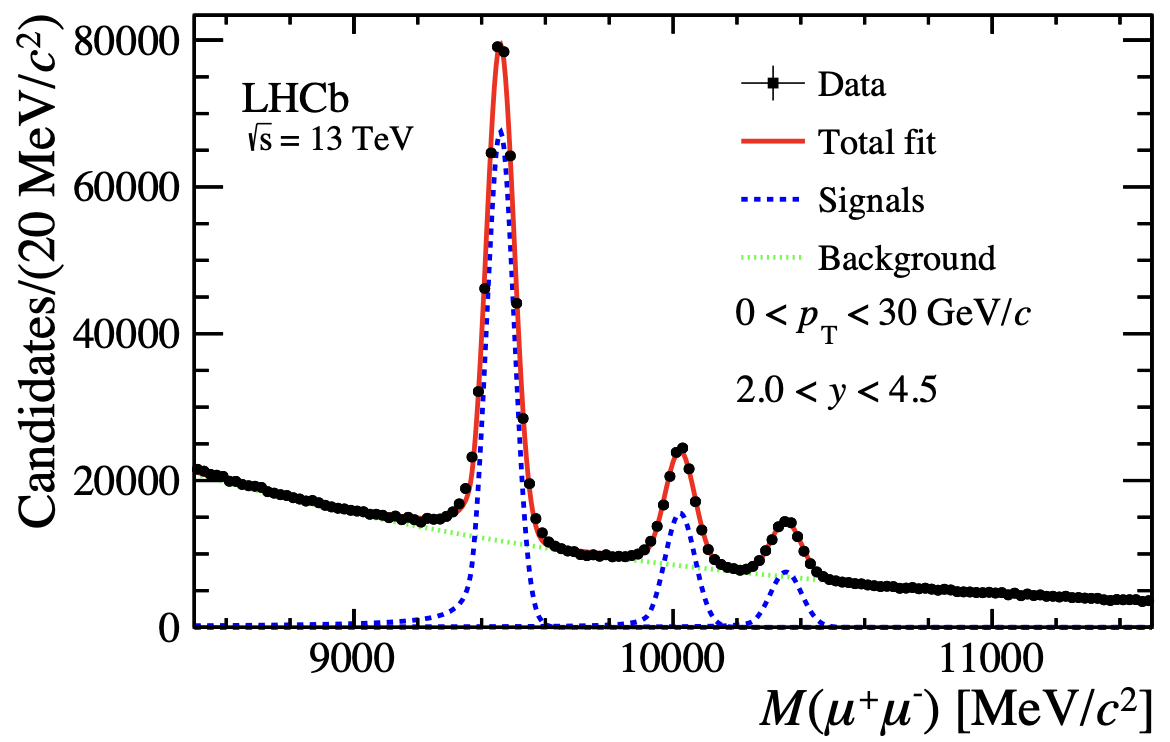 Candidates/(20 MeV/c²)
80000
60000
40000
20000
0
LHCb
√s = 13 TeV
Data
Total fit
Signals
Background
0 < p_T < 30 GeV/c
2.0 < y < 4.5
9000 10000 11000
M(μ⁺μ⁻) [MeV/c²]